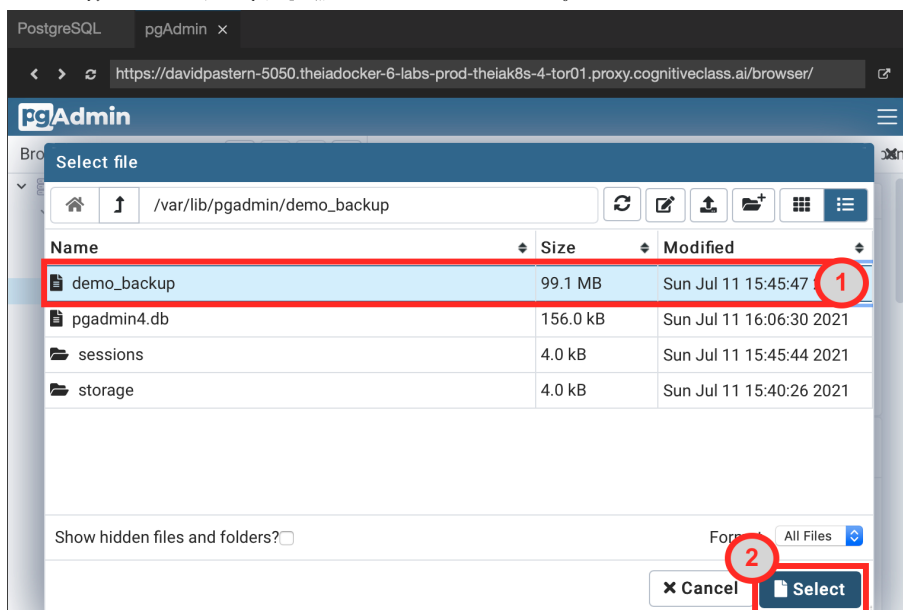 PostgreSQL pgAdmin ×
https://davidpastern-5050.theiadocker-6-labs-prod-theiak8s-4-tor01.proxy.cognitiveclass.ai/browser/
pgAdmin
Bro
Select file
/var/lib/pgadmin/demo_backup
Name Size Modified
demo_backup 99.1 MB Sun Jul 11 15:45:47 1
pgadmin4.db 156.0 kB Sun Jul 11 16:06:30 2021
sessions 4.0 kB Sun Jul 11 15:45:44 2021
storage 4.0 kB Sun Jul 11 15:40:26 2021
Show hidden files and folders? All Files
2
Cancel Select